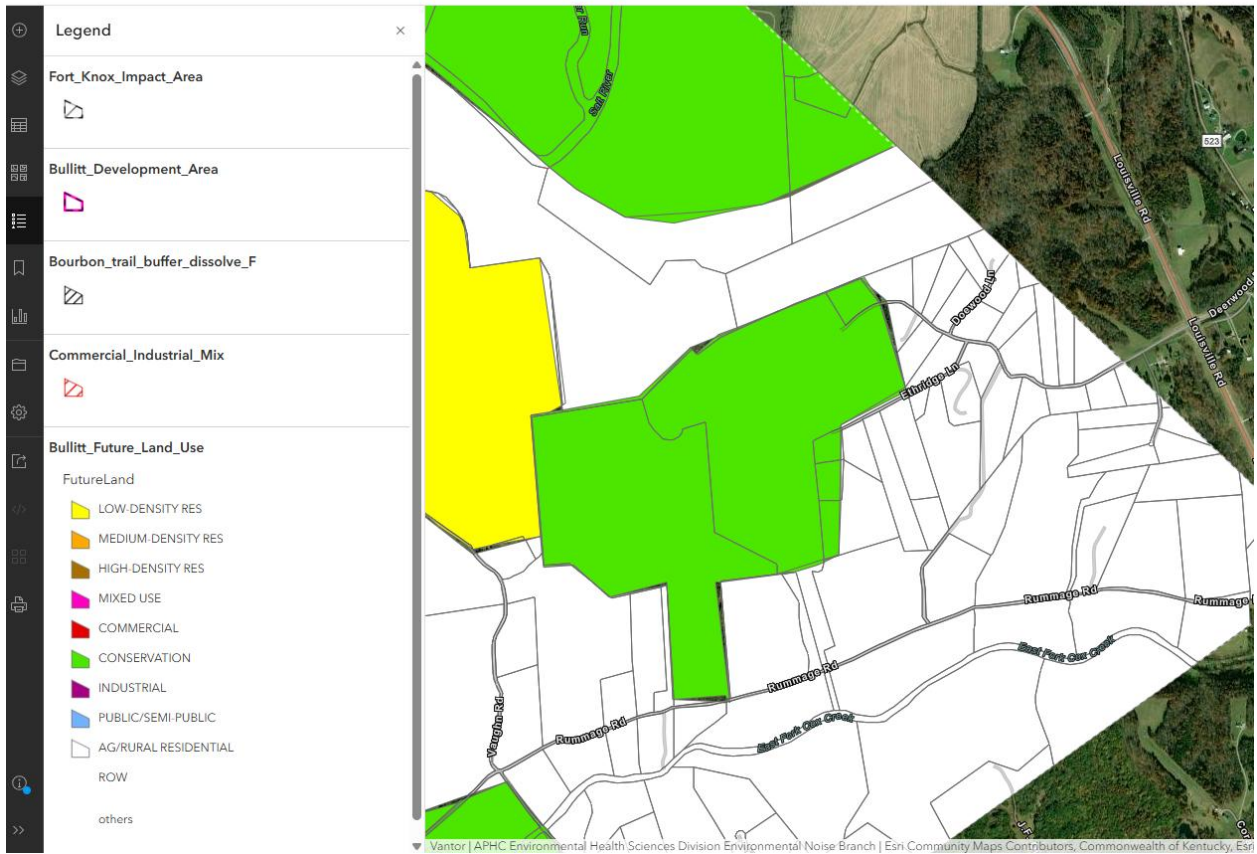 Legend
Fort_Knox_Impact_Area
Bullitt_Development_Area
Bourbon_trail_buffer_dissolve_F
Commercial_Industrial_Mix
Bullitt_Future_Land_Use
FutureLand
LOW-DENSITY RES
MEDIUM-DENSITY RES
HIGH-DENSITY RES
MIXED USE
COMMERCIAL
CONSERVATION
INDUSTRIAL
PUBLIC/SEMI-PUBLIC
AG/RURAL RESIDENTIAL
ROW
others
Salt River
523
Louisville Rd
Doewood Ln
Louisville Rd
Ethridge Ln
Rummage Rd
Rummage
East Fork Cox Creek
Rummage Rd
Vaughn Rd
Rummage Rd
East Fork Cox Creek
Vantor | APHC Environmental Health Sciences Division Environmental Noise Branch | Esri Community Maps Contributors, Commonwealth of Kentucky, Esri